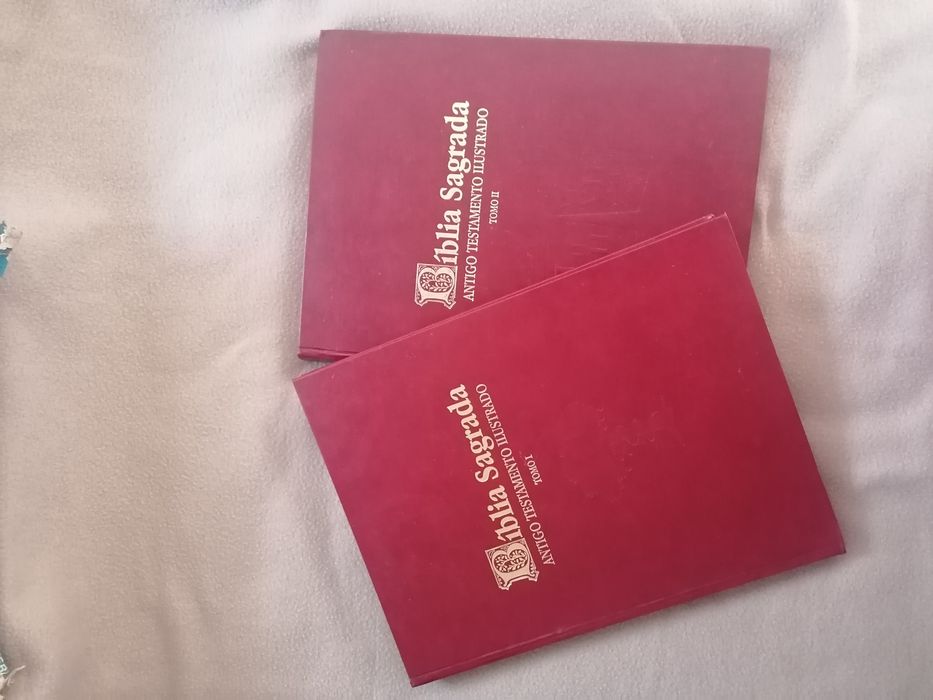 Bíblia Sagrada
ANTIGO TESTAMENTO ILUSTRADO
TOMO II
Bíblia Sagrada
ANTIGO TESTAMENTO ILUSTRADO
TOMO I